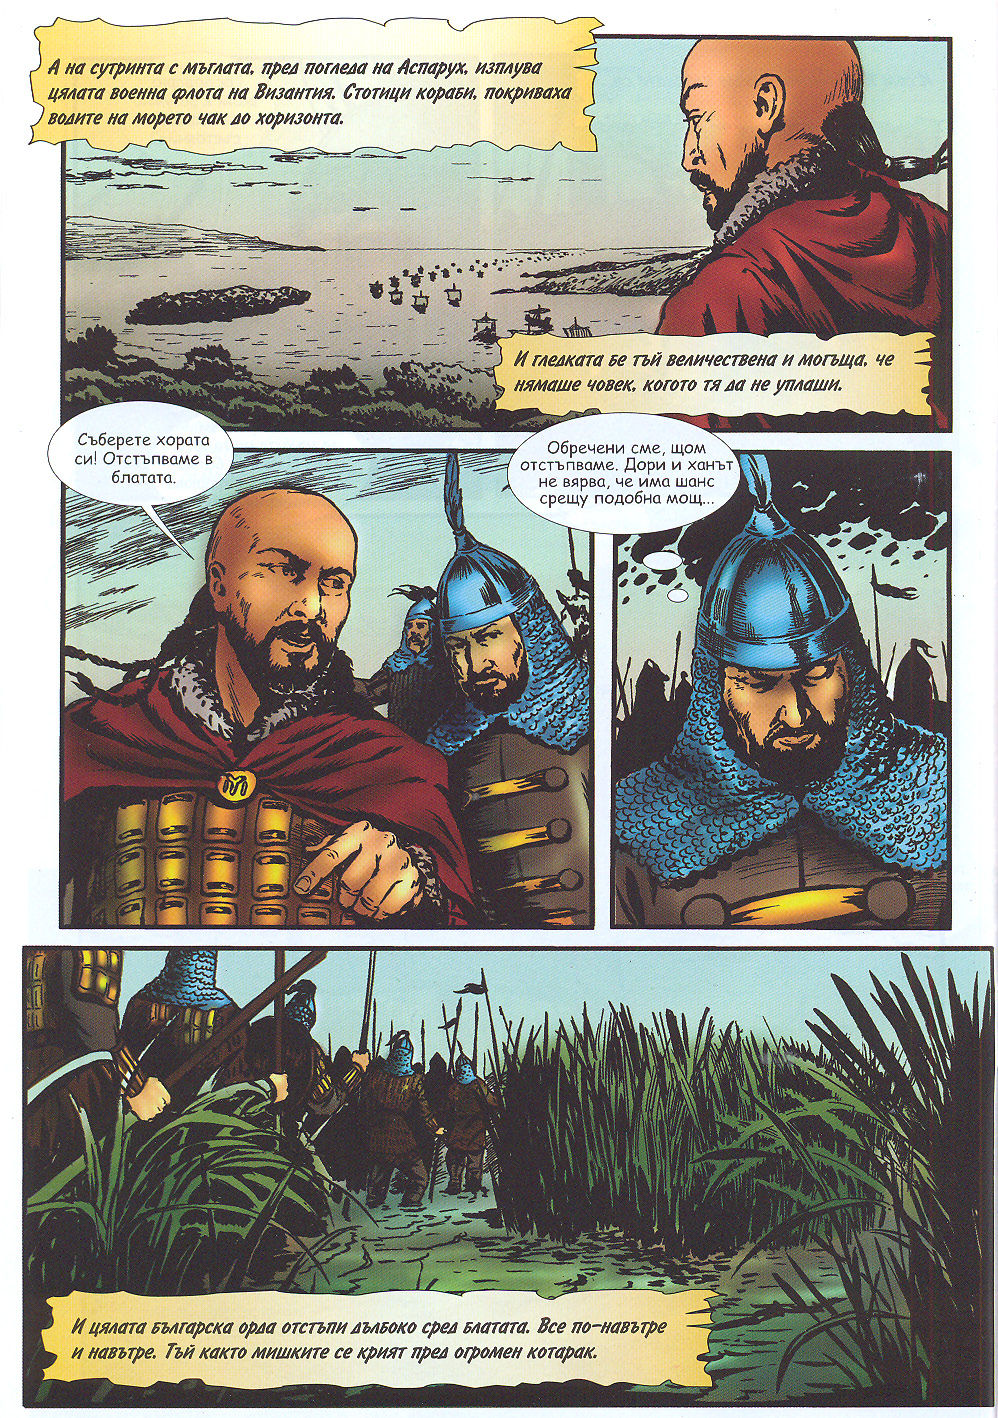 А на сутринта с мъглата, пред погледа на Аспарух, изплува
цялата военна флота на Византия. Стотици кораби, покриваха
водите на морето чак до хоризонта.
И гледката бе тъй величествена и могъща, че
нямаше човек, когото тя да не уплаши.
Съберете хората
си! Отстъпваме в
блатата.
Обречени сме, щом
отстъпваме. Дори и ханът
не вярва, че има шанс
срещу подобна мощ...
И цялата българска орда отстъпи дълбоко сред блатата. Все по-навътре
и навътре. Тъй както мишките се крият пред огромен котарак.